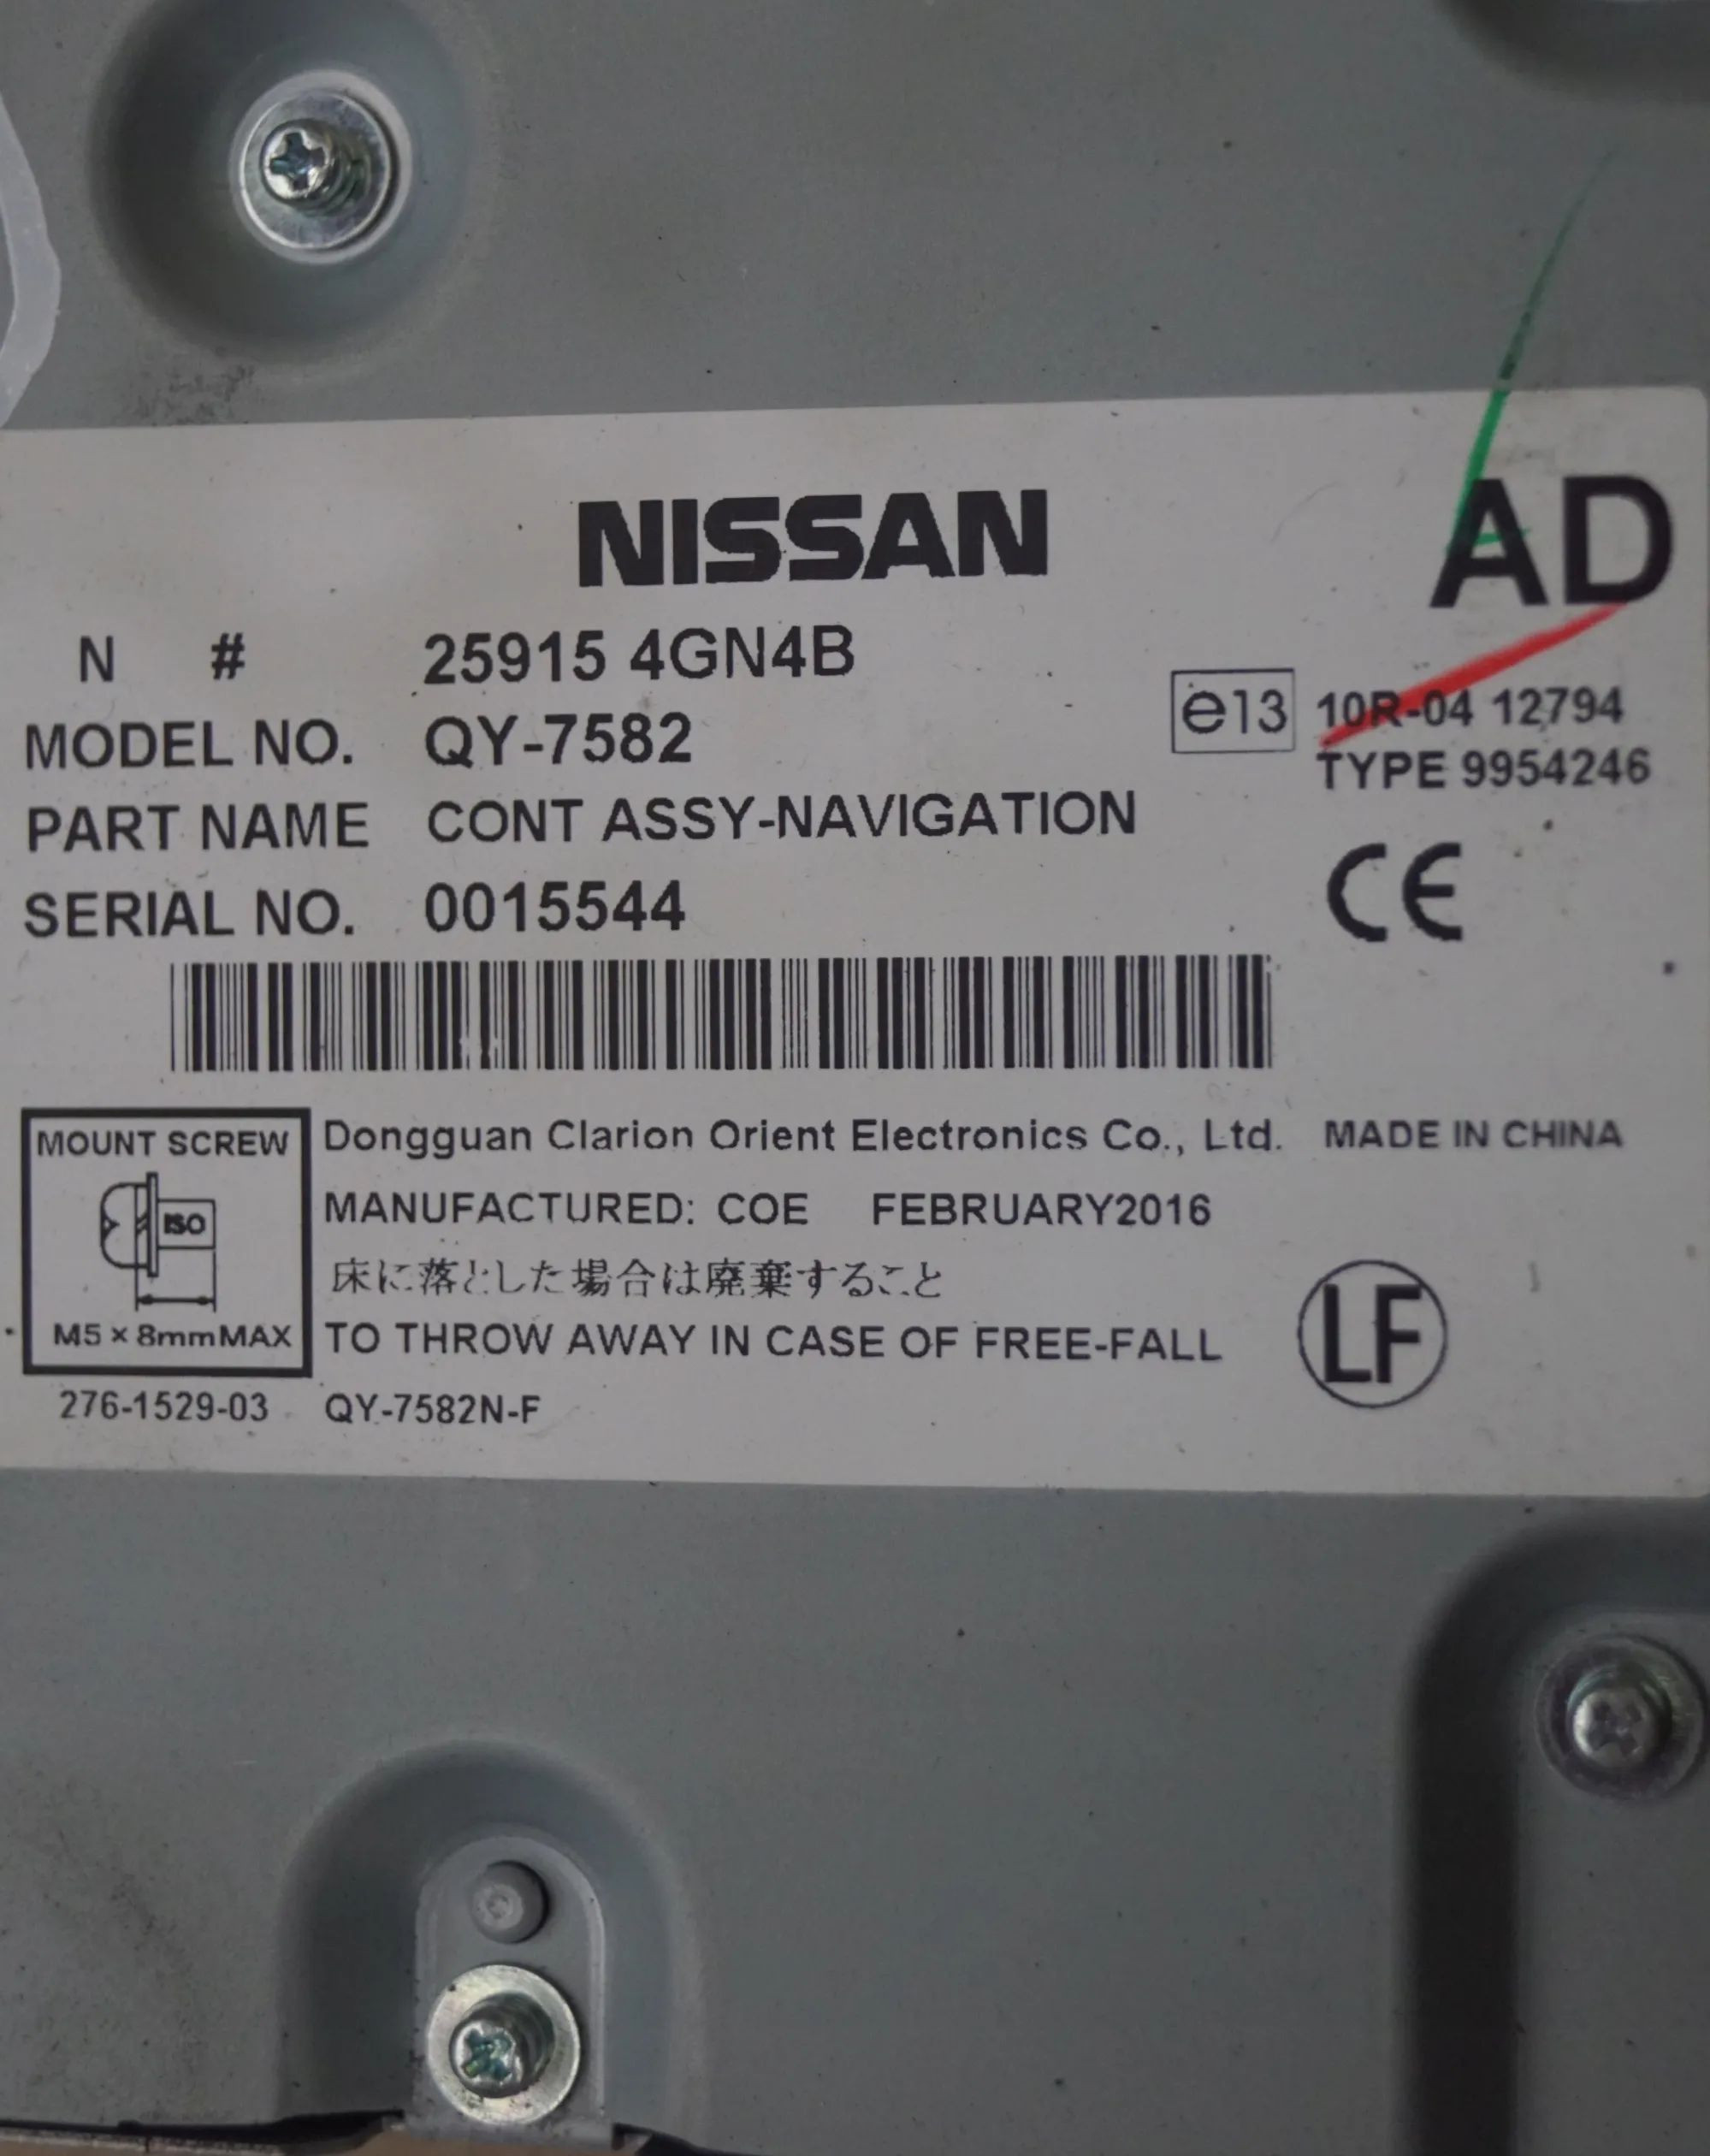 NISSAN
AD
N # 25915 4GN4B
MODEL NO. QY-7582
e13 10R-04 12794
TYPE 9954246
PART NAME CONT ASSY-NAVIGATION
SERIAL NO. 0015544
CE
MOUNT SCREW
ISO
M5 × 8mmMAX
Dongguan Clarion Orient Electronics Co., Ltd. MADE IN CHINA
MANUFACTURED: COE FEBRUARY2016
床に落とした場合は廃棄すること
TO THROW AWAY IN CASE OF FREE-FALL
LF
276-1529-03 QY-7582N-F